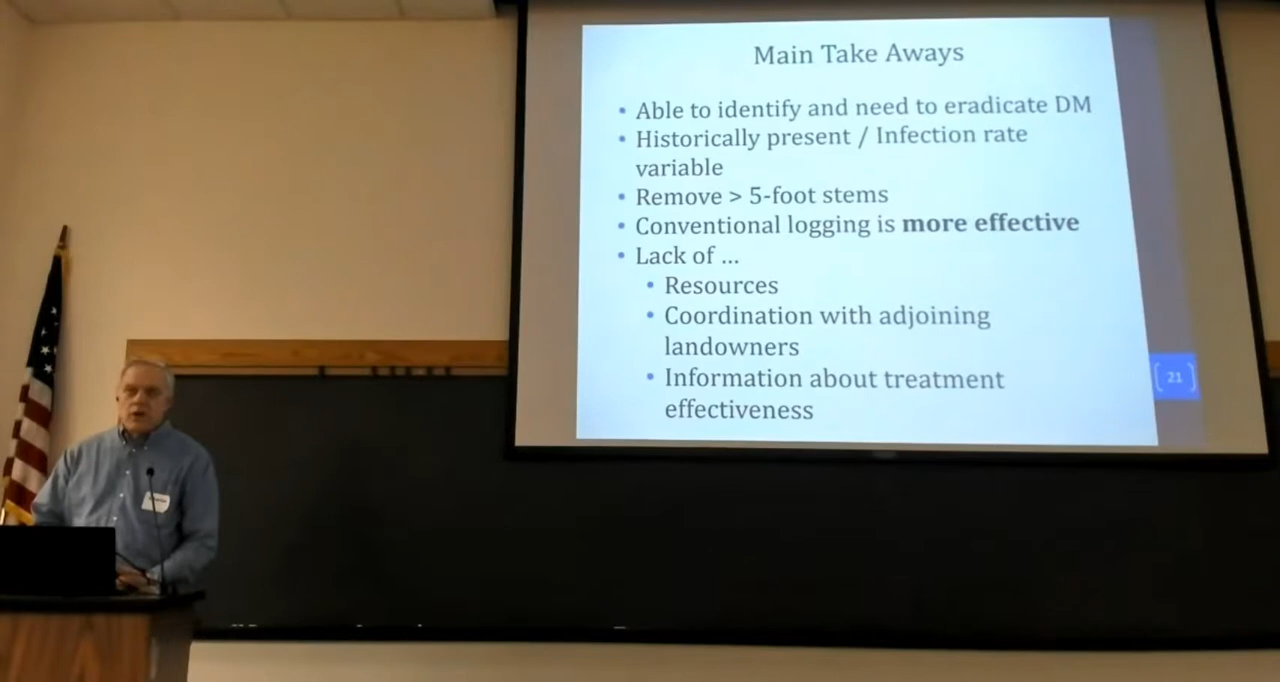 Main Take Aways
• Able to identify and need to eradicate DM
• Historically present / Infection rate
variable
• Remove > 5-foot stems
• Conventional logging is more effective
• Lack of ...
• Resources
• Coordination with adjoining
landowners
• Information about treatment
effectiveness
21